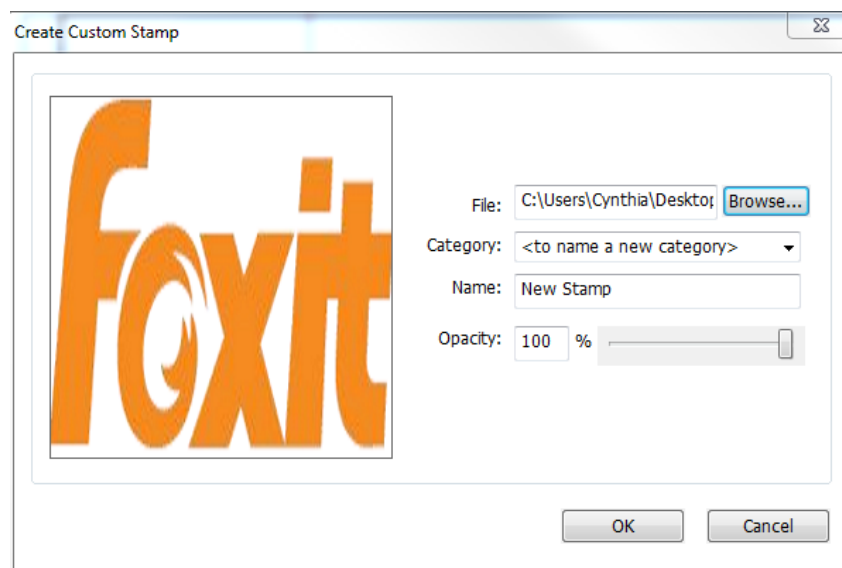 Create Custom Stamp
foxit
File: C:\Users\Cynthia\Desktop Browse...
Category: <to name a new category>
Name: New Stamp
Opacity: 100 %
OK Cancel